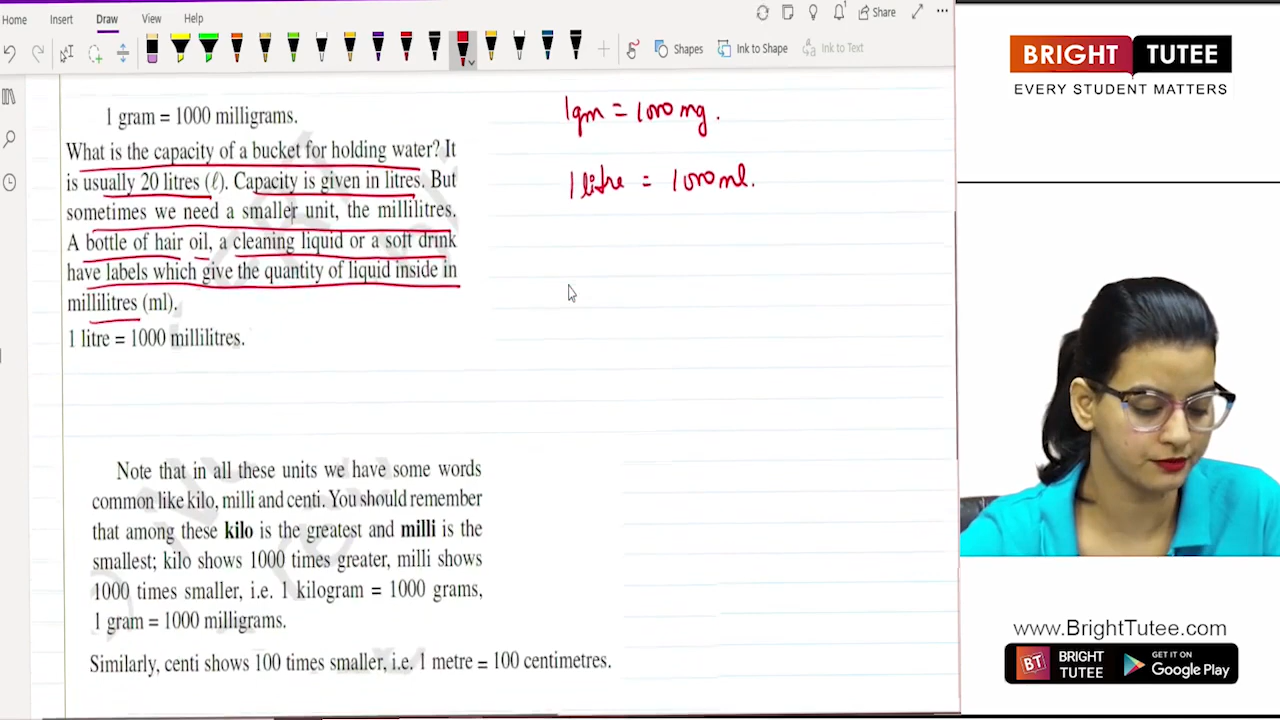 Home Insert Draw View Help
Share
Shapes Ink to Shape Ink to Text
1 gram = 1000 milligrams.
What is the capacity of a bucket for holding water? It
is usually 20 litres (ℓ). Capacity is given in litres. But
sometimes we need a smaller unit, the millilitres.
A bottle of hair oil, a cleaning liquid or a soft drink
have labels which give the quantity of liquid inside in
millilitres (ml).
1 litre = 1000 millilitres.
1gm = 1000 mg.
1 litre = 1000 ml.
Note that in all these units we have some words
common like kilo, milli and centi. You should remember
that among these kilo is the greatest and milli is the
smallest; kilo shows 1000 times greater, milli shows
1000 times smaller, i.e. 1 kilogram = 1000 grams,
1 gram = 1000 milligrams.
Similarly, centi shows 100 times smaller, i.e. 1 metre = 100 centimetres.
BRIGHT TUTEE
EVERY STUDENT MATTERS
www.BrightTutee.com
BT BRIGHT TUTEE
GET IT ON
Google Play